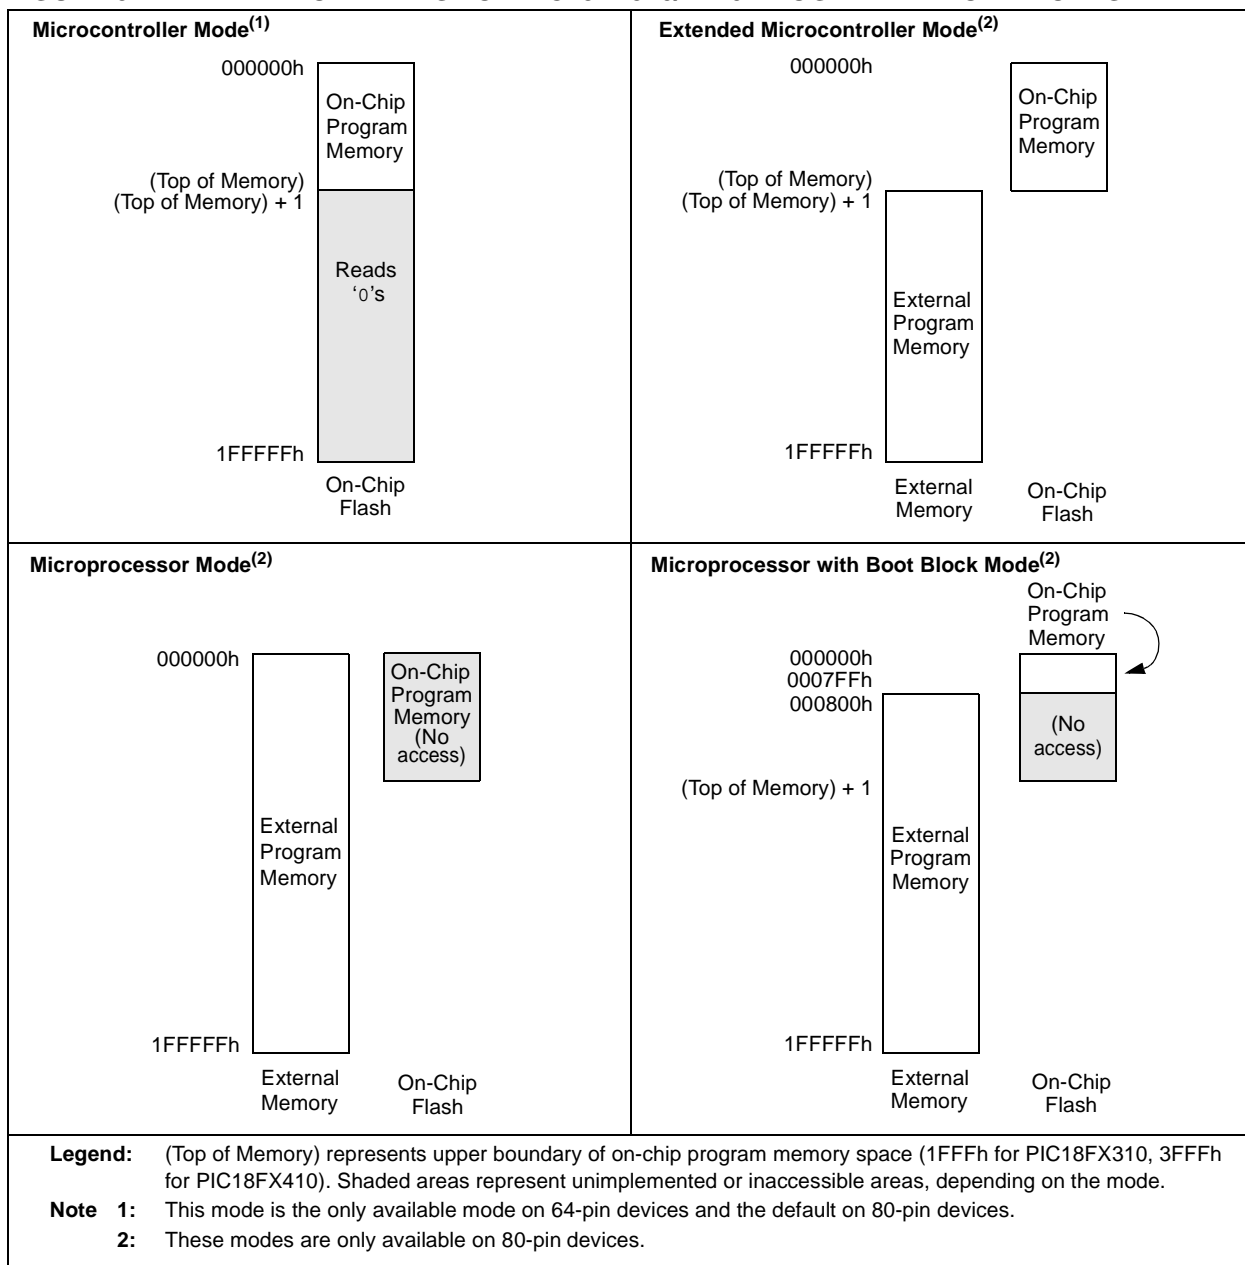 Microcontroller Mode(1)
000000h
On-Chip
Program
Memory
(Top of Memory)
(Top of Memory) + 1
Reads
‘0’s
1FFFFFh
On-Chip
Flash
Extended Microcontroller Mode(2)
000000h
On-Chip
Program
Memory
(Top of Memory)
(Top of Memory) + 1
External
Program
Memory
1FFFFFh
External
Memory
On-Chip
Flash
Microprocessor Mode(2)
000000h
On-Chip
Program
Memory
(No
access)
External
Program
Memory
1FFFFFh
External
Memory
On-Chip
Flash
Microprocessor with Boot Block Mode(2)
On-Chip
Program
Memory
000000h
0007FFh
000800h
(No
access)
(Top of Memory) + 1
External
Program
Memory
1FFFFFh
External
Memory
On-Chip
Flash
Legend: (Top of Memory) represents upper boundary of on-chip program memory space (1FFFh for PIC18FX310, 3FFFh
for PIC18FX410). Shaded areas represent unimplemented or inaccessible areas, depending on the mode.
Note 1: This mode is the only available mode on 64-pin devices and the default on 80-pin devices.
2: These modes are only available on 80-pin devices.